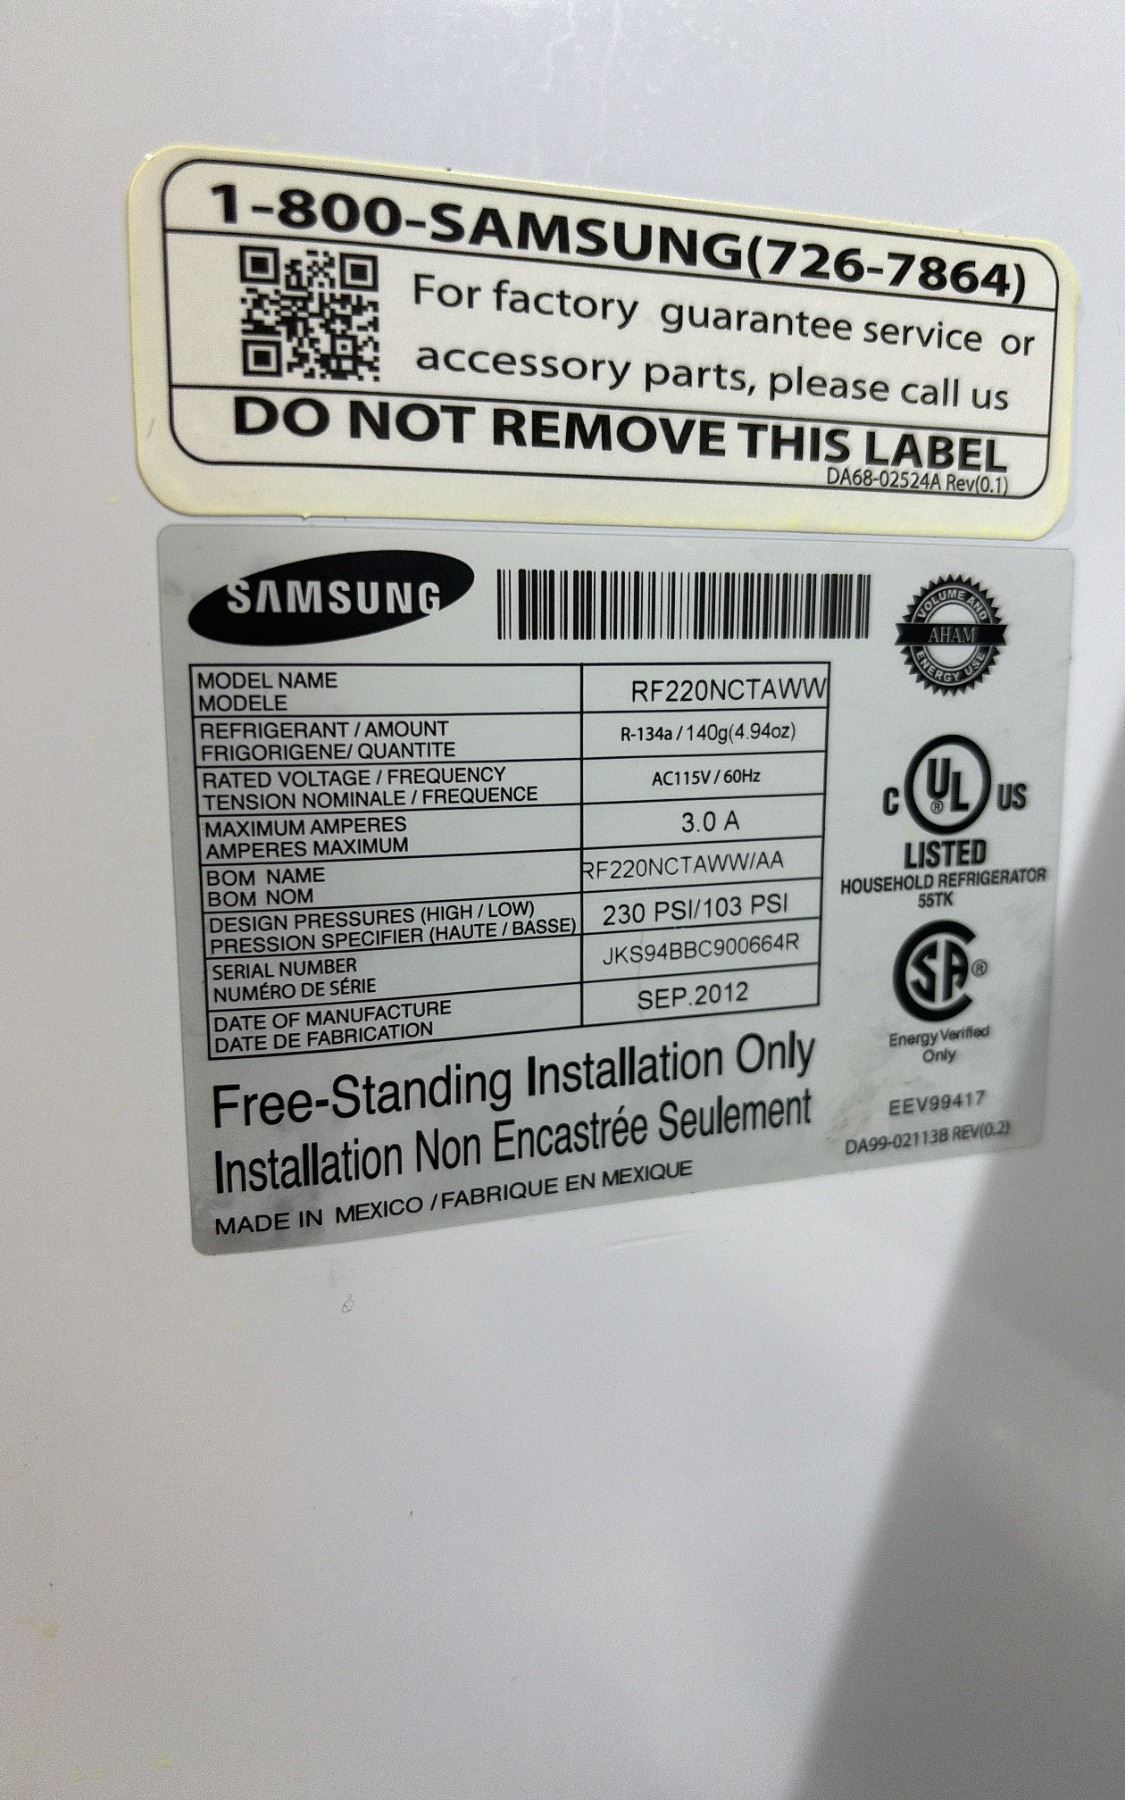 1-800-SAMSUNG(726-7864)
For factory guarantee service or
accessory parts, please call us
DO NOT REMOVE THIS LABEL
DA68-02524A Rev(0.1)
SAMSUNG
VOLUME AND
AHAM
ENERGY USE
MODEL NAME
MODELE
RF220NCTAWW
REFRIGERANT / AMOUNT
FRIGORIGENE/ QUANTITE
R-134a / 140g(4.94oz)
RATED VOLTAGE / FREQUENCY
TENSION NOMINALE / FREQUENCE
AC115V / 60Hz
MAXIMUM AMPERES
AMPERES MAXIMUM
3.0 A
BOM NAME
BOM NOM
RF220NCTAWW/AA
DESIGN PRESSURES (HIGH / LOW)
PRESSION SPECIFIER (HAUTE / BASSE)
230 PSI/103 PSI
SERIAL NUMBER
NUMÉRO DE SÉRIE
JKS94BBC900664R
DATE OF MANUFACTURE
DATE DE FABRICATION
SEP.2012
C UL ® US
LISTED
HOUSEHOLD REFRIGERATOR
55TK
SA ®
Energy Verified
Only
EEV99417
DA99-02113B REV(0.2)
Free-Standing Installation Only
Installation Non Encastrée Seulement
MADE IN MEXICO / FABRIQUE EN MEXIQUE